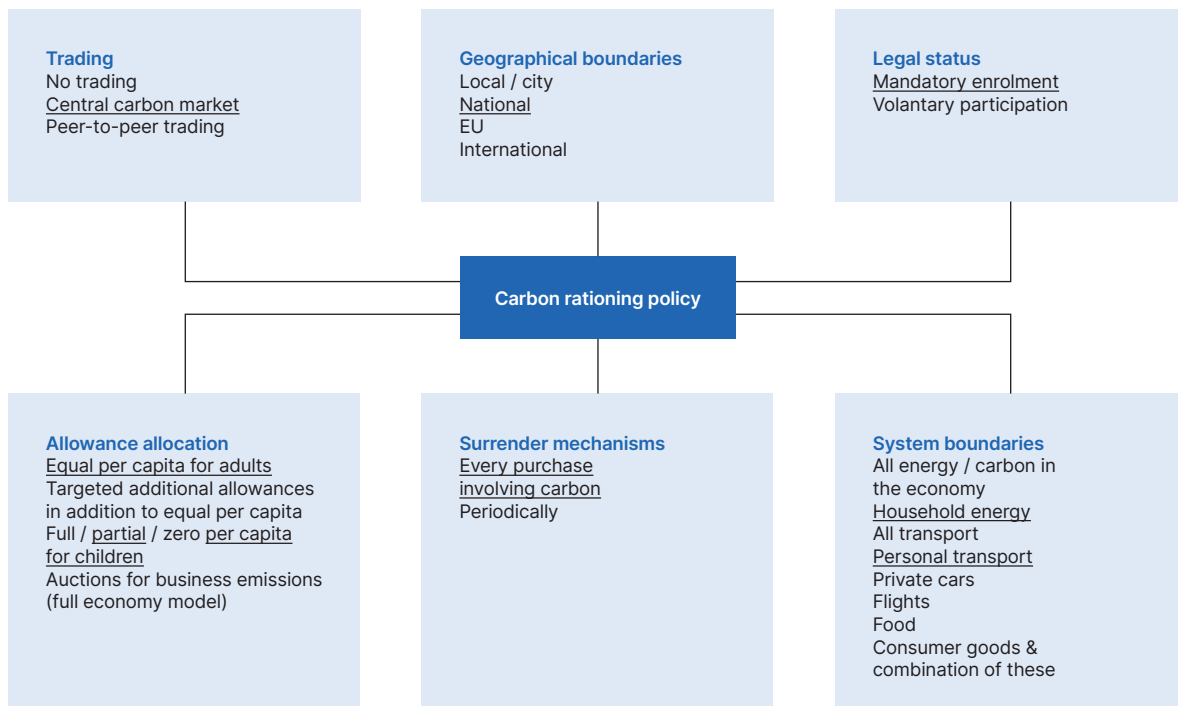 Trading
No trading
Central carbon market
Peer-to-peer trading
Geographical boundaries
Local / city
National
EU
International
Legal status
Mandatory enrolment
Volantary participation
Carbon rationing policy
Allowance allocation
Equal per capita for adults
Targeted additional allowances
in addition to equal per capita
Full / partial / zero per capita
for children
Auctions for business emissions
(full economy model)
Surrender mechanisms
Every purchase
involving carbon
Periodically
System boundaries
All energy / carbon in
the economy
Household energy
All transport
Personal transport
Private cars
Flights
Food
Consumer goods &
combination of these